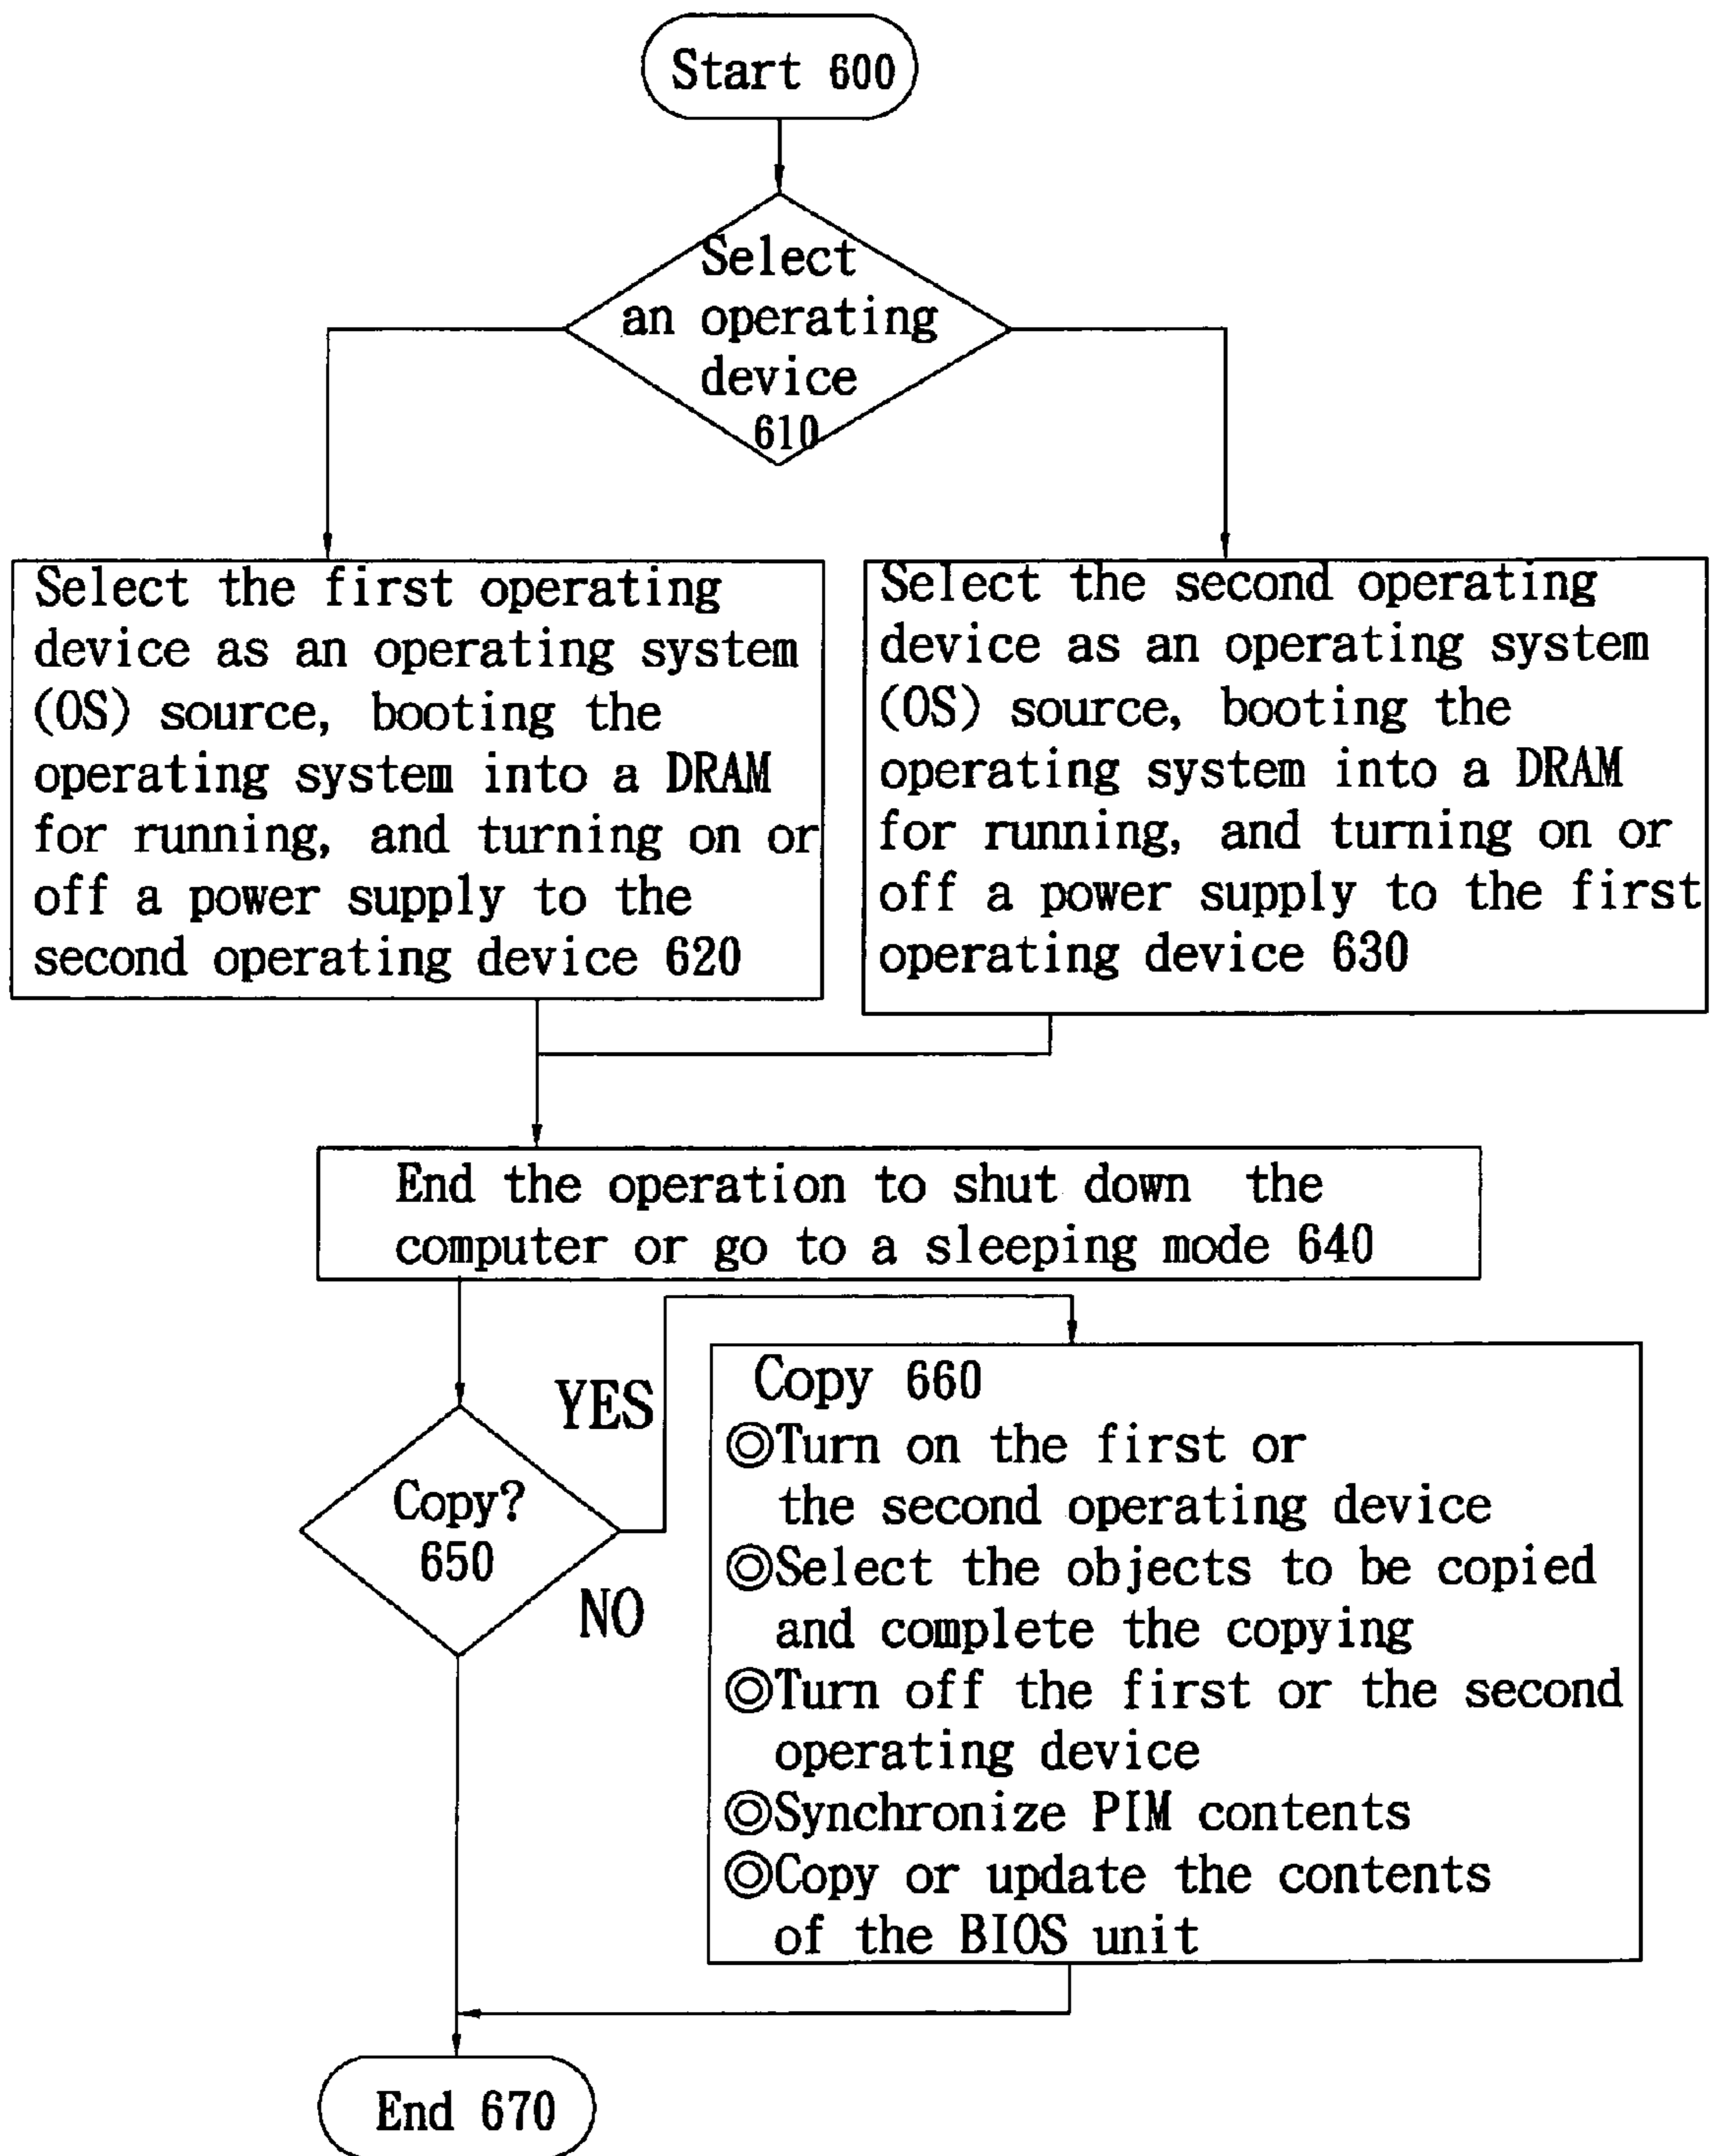 Start 600
Select
an operating
device
610
Select the first operating
device as an operating system
(OS) source, booting the
operating system into a DRAM
for running, and turning on or
off a power supply to the
second operating device 620
Select the second operating
device as an operating system
(OS) source, booting the
operating system into a DRAM
for running, and turning on or
off a power supply to the first
operating device 630
End the operation to shut down the
computer or go to a sleeping mode 640
Copy?
650
YES
NO
Copy 660
◎Turn on the first or
the second operating device
◎Select the objects to be copied
and complete the copying
◎Turn off the first or the second
operating device
◎Synchronize PIM contents
◎Copy or update the contents
of the BIOS unit
End 670